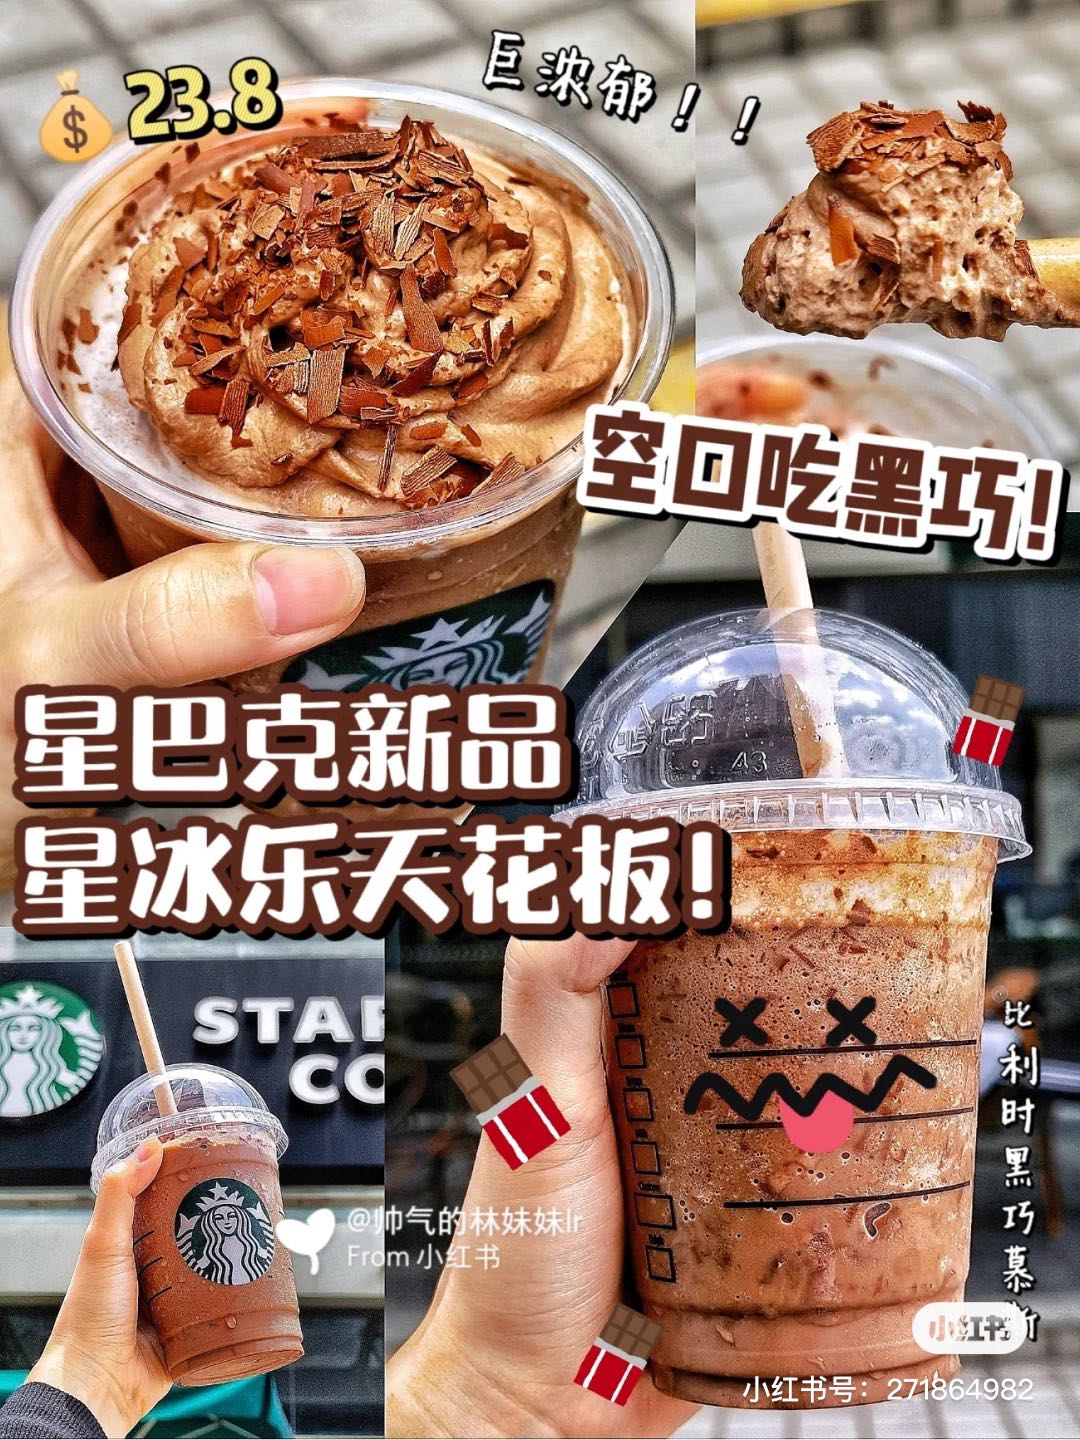 23.8
巨浓郁！！
空口吃黑巧!
星巴克新品
星冰乐天花板!
43
STAR
CO
比利时黑巧慕斯
@帅气的林妹妹lr
From 小红书
小红书
小红书号：271864982